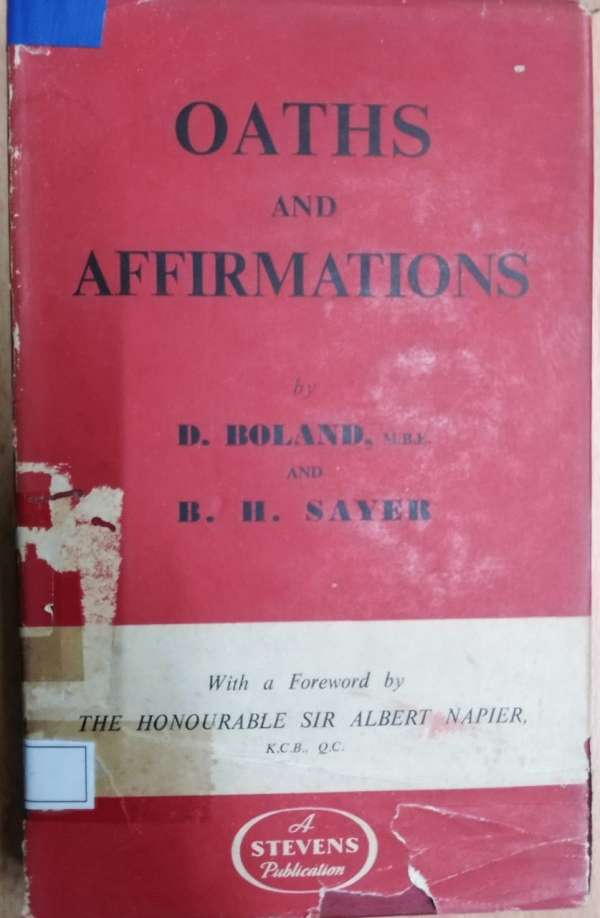 OATHS
AND
AFFIRMATIONS
by
D. BOLAND, M.B.E.
AND
B. H. SAYER
With a Foreword by
THE HONOURABLE SIR ALBERT NAPIER,
K.C.B., Q.C.
A
STEVENS
Publication